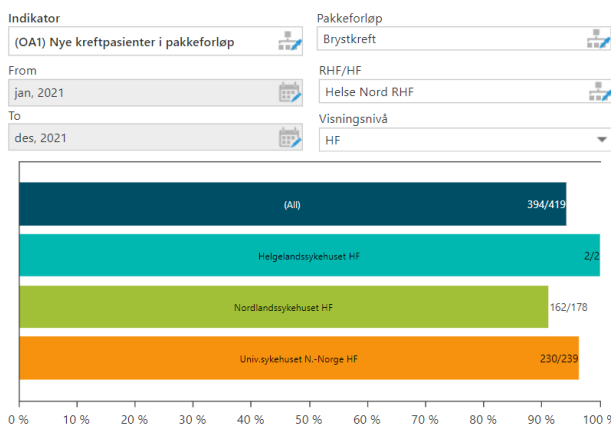 Indikator
(OA1) Nye kreftpasienter i pakkeforløp
Pakkeforløp
Brystkreft
From
jan, 2021
RHF/HF
Helse Nord RHF
To
des, 2021
Visningsnivå
HF
(All) 394/419
Helgelandssykehuset HF 2/2
Nordlandssykehuset HF 162/178
Univ.sykehuset N.-Norge HF 230/239
0 % 10 % 20 % 30 % 40 % 50 % 60 % 70 % 80 % 90 % 100 %